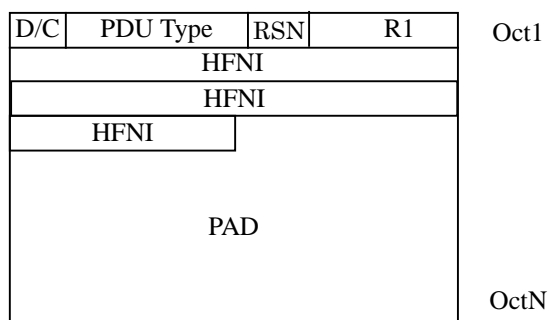 D/C PDU Type RSN R1 Oct1
HFNI
HFNI
HFNI
PAD
OctN